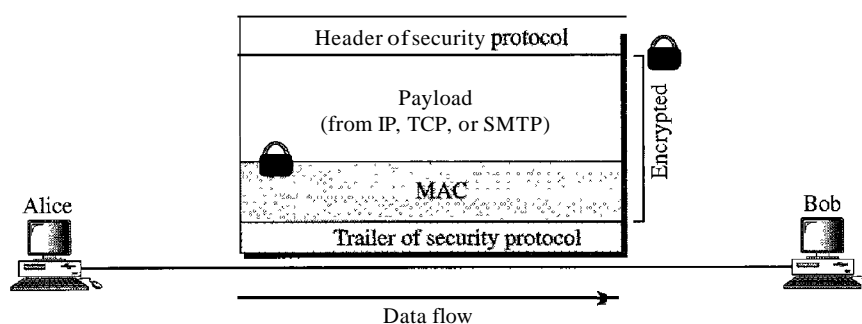 Header of security protocol
Payload
(from IP, TCP, or SMTP)
Encrypted
MAC
Alice
Bob
Trailer of security protocol
Data flow